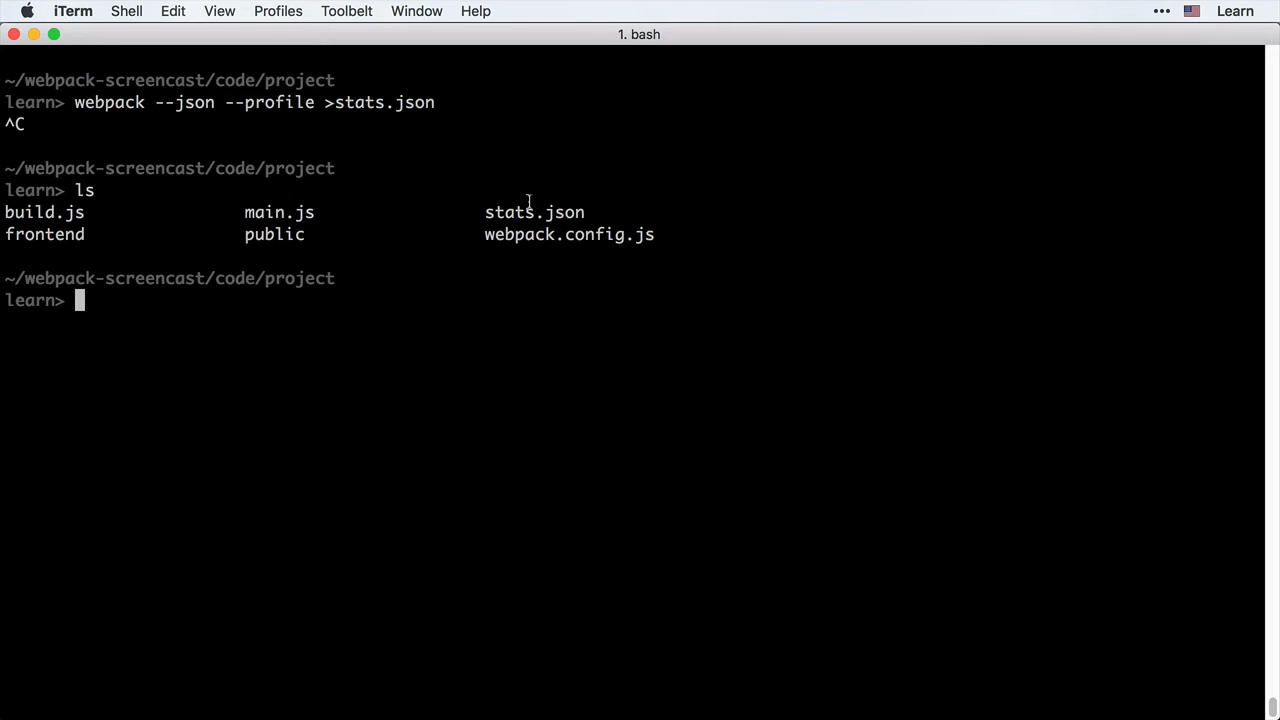 iTerm Shell Edit View Profiles Toolbelt Window Help ••• Learn
1. bash
~/webpack-screencast/code/project
learn> webpack --json --profile >stats.json
^C
~/webpack-screencast/code/project
learn> ls
build.js main.js stats.json
frontend public webpack.config.js
~/webpack-screencast/code/project
learn>